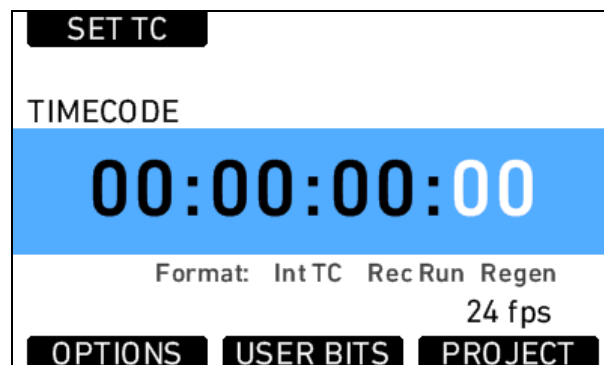 SET TC
TIMECODE
00:00:00:00
Format: Int TC Rec Run Regen
24 fps
OPTIONS USER BITS PROJECT